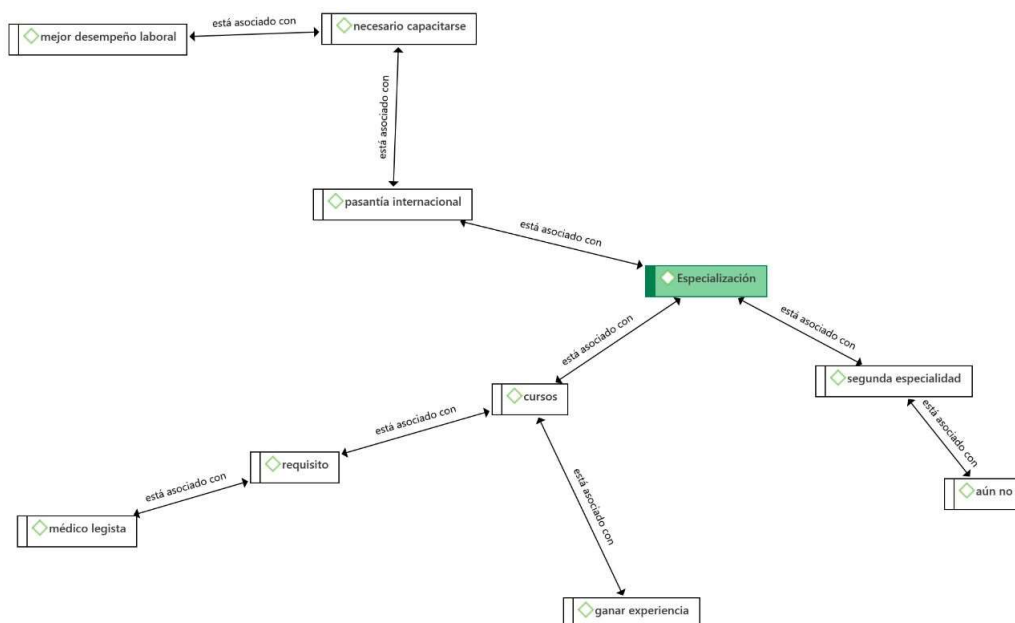 está asociado con
necesario capacitarse
mejor desempeño laboral
está asociado con
pasantía internacional
está asociado con
Especialización
está asociado con
está asociado con
segunda especialidad
cursos
está asociado con
está asociado con
requisito
está asociado con
aún no
está asociado con
médico legista
ganar experiencia